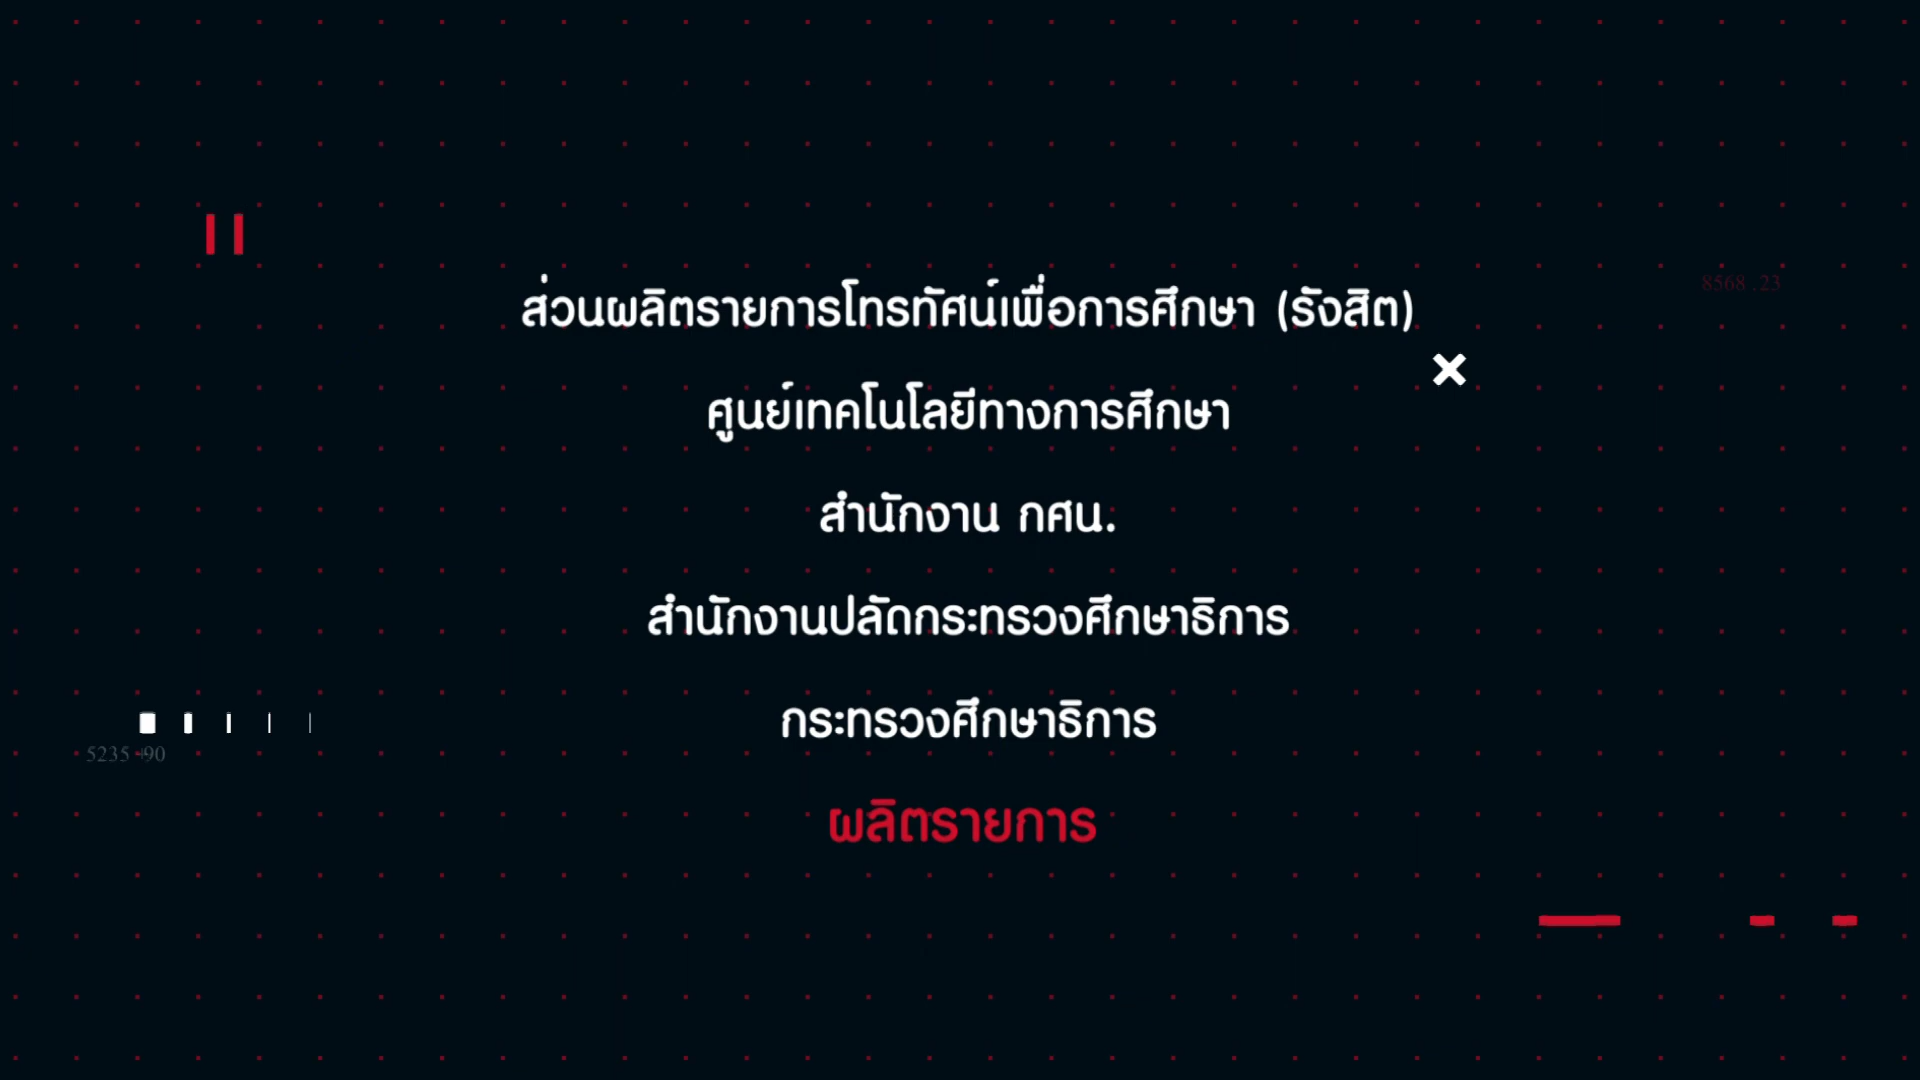 8568 .23
ส่วนผลิตรายการโทรทัศน์เพื่อการศึกษา (รังสิต)
ศูนย์เทคโนโลยีทางการศึกษา
สำนักงาน กศน.
สำนักงานปลัดกระทรวงศึกษาธิการ
กระทรวงศึกษาธิการ
5235 90
ผลิตรายการ